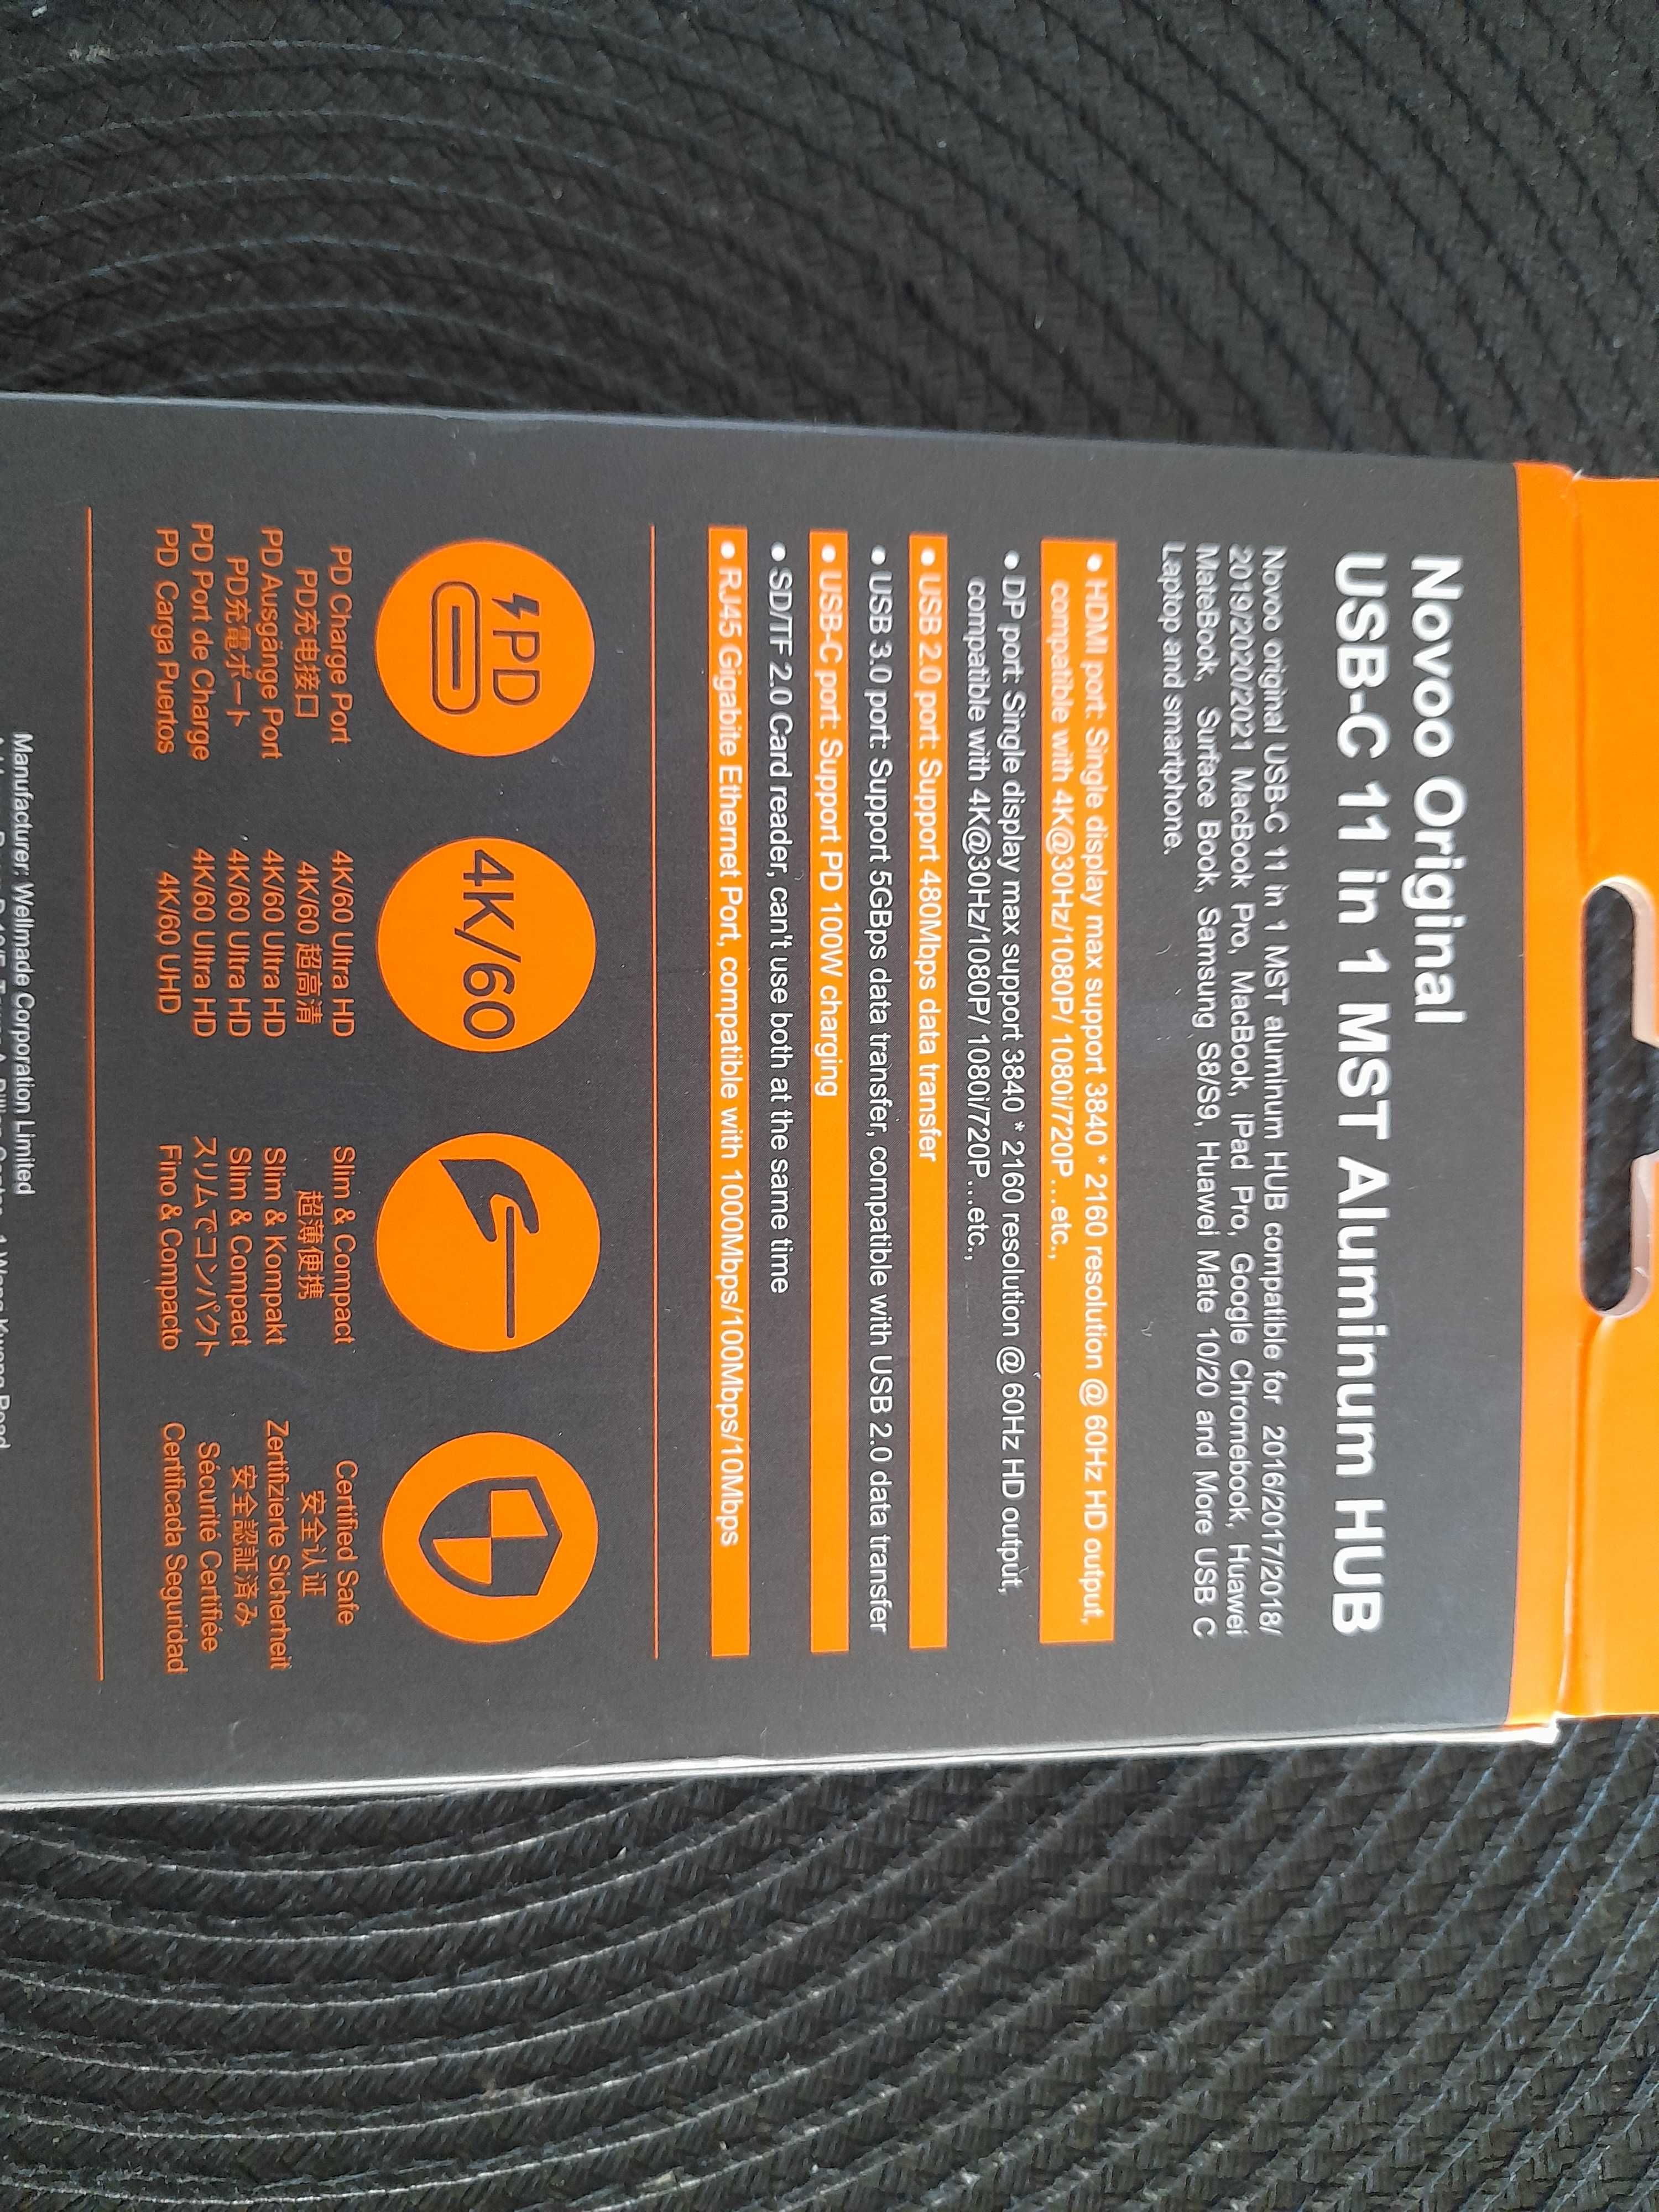 Novoo Original
USB-C 11 in 1 MST Aluminum HUB
Novoo original USB-C 11 in 1 MST aluminum HUB compatible for 2016/2017/2018/
2019/2020/2021 MacBook Pro, MacBook, iPad Pro, Google Chromebook, Huawei
MateBook, Surface Book, Samsung S8/S9, Huawei Mate 10/20 and More USB C
Laptop and smartphone.
• HDMI port: Single display max support 3840 * 2160 resolution @ 60Hz HD output,
compatible with 4K@30Hz/1080P/ 1080i/720P....etc.,
• DP port: Single display max support 3840 * 2160 resolution @ 60Hz HD output,
compatible with 4K@30Hz/1080P/ 1080i/720P....etc.,
• USB 2.0 port: Support 480Mbps data transfer
• USB 3.0 port: Support 5GBps data transfer, compatible with USB 2.0 data transfer
• USB-C port: Support PD 100W charging
• SD/TF 2.0 Card reader, can't use both at the same time
• RJ45 Gigabite Ethernet Port, compatible with 1000Mbps/100Mbps/10Mbps
PD
4K/60
PD Charge Port
PD充电接口
PD Ausgänge Port
PD充電ポート
PD Port de Charge
PD Carga Puertos
4K/60 Ultra HD
4K/60 超高清
4K/60 Ultra HD
4K/60 Ultra HD
4K/60 Ultra HD
4K/60 UHD
Slim & Compact
超薄便携
Slim & Kompakt
Slim & Compact
スリムでコンパクト
Fino & Compacto
Certified Safe
安全认证
Zertifizierte Sicherheit
安全認証済み
Sécurité Certifiée
Certificada Seguridad
Manufacturer: Wellmade Corporation Limited